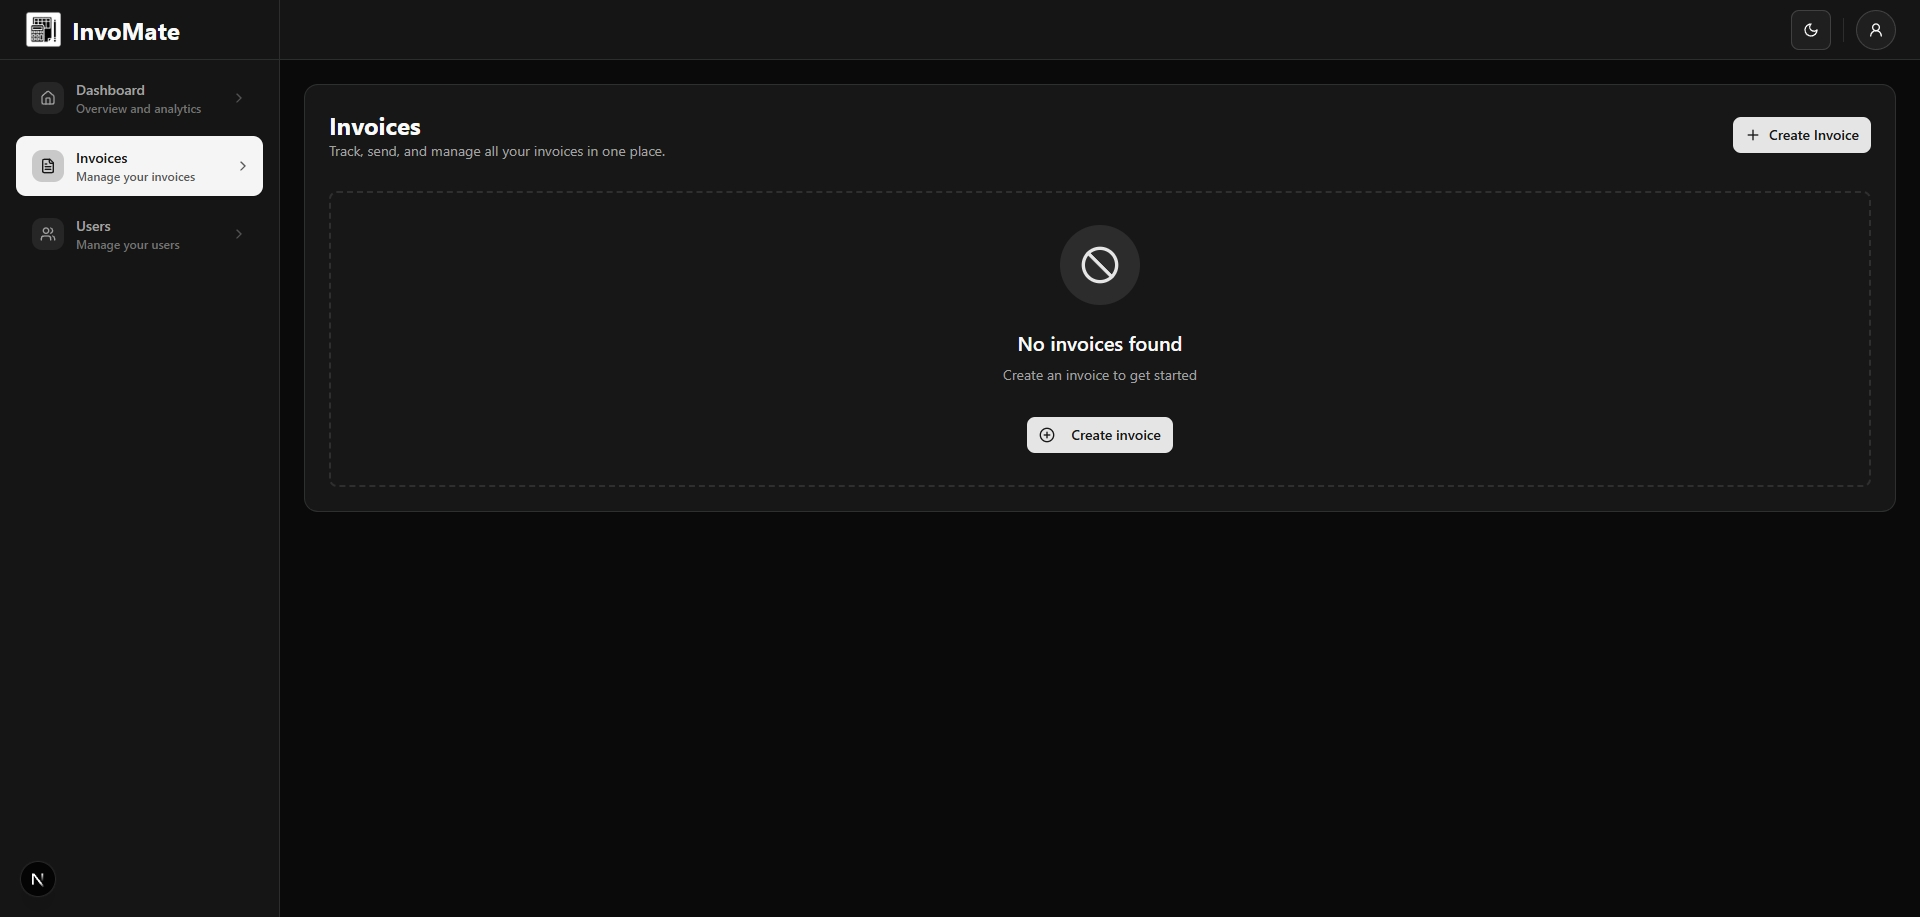 InvoMate
Dashboard
Overview and analytics
Invoices
Manage your invoices
Users
Manage your users
Invoices
Track, send, and manage all your invoices in one place.
Create Invoice
No invoices found
Create an invoice to get started
Create invoice
N